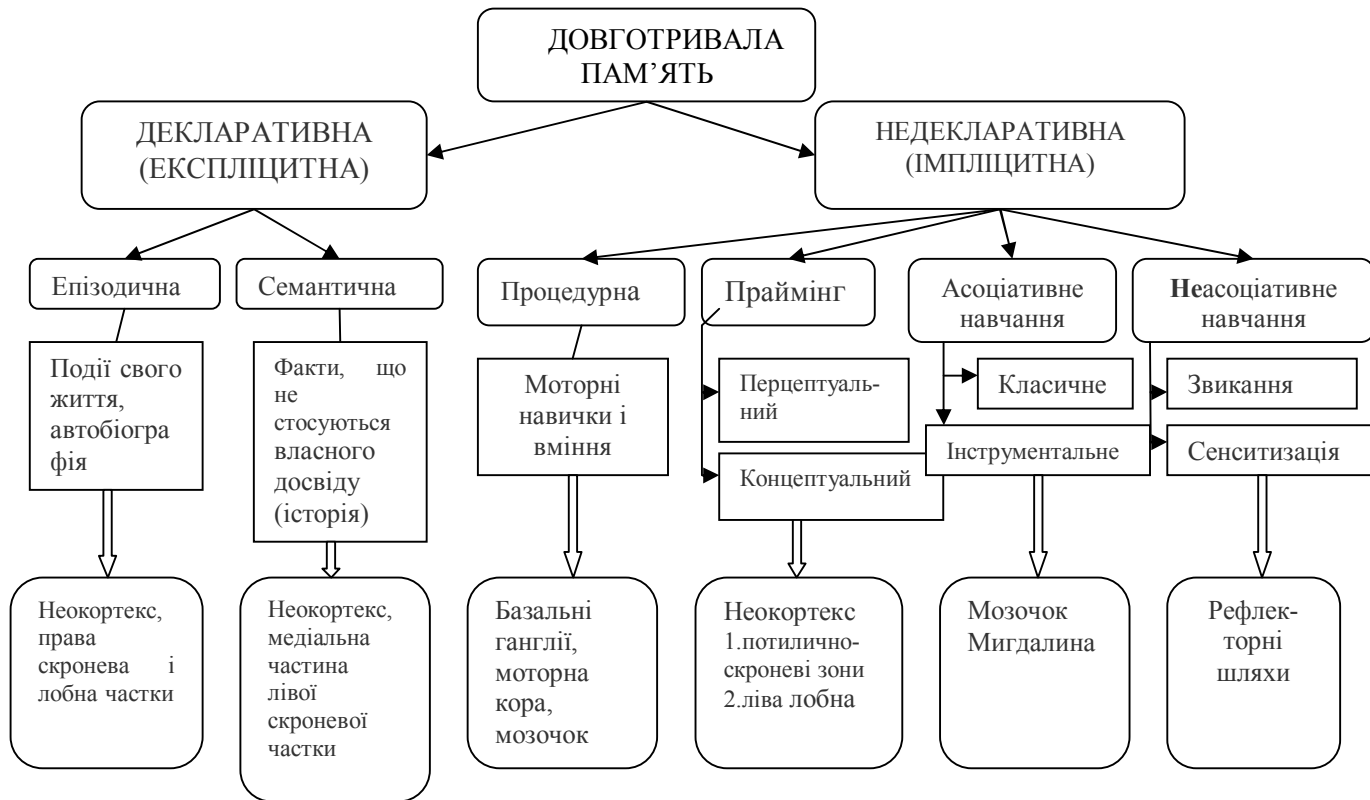 ДОВГОТРИВАЛА
ПАМ’ЯТЬ
ДЕКЛАРАТИВНА
(ЕКСПЛІЦИТНА)
НЕДЕКЛАРАТИВНА
(ІМПЛІЦИТНА)
Епізодична
Семантична
Процедурна
Праймінг
Асоціативне
навчання
Неасоціативне
навчання
Події свого
життя,
автобіогра
фія
Факти, що
не
стосуються
власного
досвіду
(історія)
Моторні
навички і
вміння
Перцептуаль-
ний
Концептуальний
Класичне
Інструментальне
Звикання
Сенситизація
Неокортекс,
права
скронева і
лобна частки
Неокортекс,
медіальна
частина
лівої
скроневої
частки
Базальні
ганглії,
моторна
кора,
мозочок
Неокортекс
1.потилично-
скроневі зони
2.ліва лобна
Мозочок
Мигдалина
Рефлек-
торні
шляхи